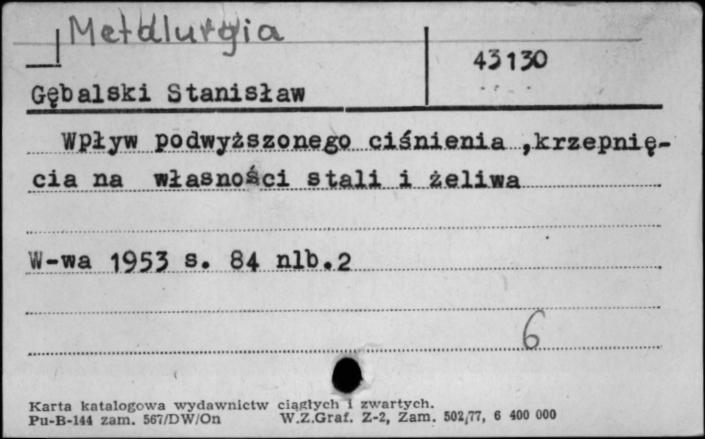 Metalurgia
43130
Gębalski Stanisław
Wpływ podwyższonego ciśnienia ,krzepnię-
cia na własności stali i żeliwa
W-wa 1953 s. 84 nlb.2
6
Karta katalogowa wydawnictw ciągłych i zwartych.
Pu-B-144 zam. 567/DW/On W.Z.Graf. Z-2, Zam. 502/77, 6 400 000